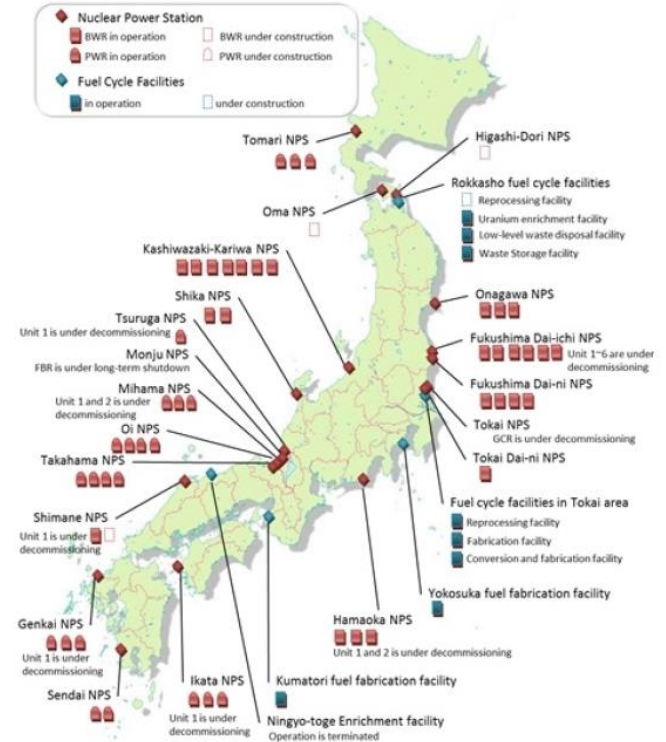 Nuclear Power Station
BWR in operation
BWR under construction
PWR in operation
PWR under construction
Fuel Cycle Facilities
in operation
under construction
Tomari NPS
Higashi-Dori NPS
Rokkasho fuel cycle facilities
Reprocessing facility
Uranium enrichment facility
Low-level waste disposal facility
Waste Storage facility
Oma NPS
Kashiwazaki-Kariwa NPS
Shika NPS
Onagawa NPS
Tsuruga NPS
Unit 1 is under decommissioning
Monju NPS
FBR is under long-term shutdown
Fukushima Dai-ichi NPS
Unit 1~6 are under
decommissioning
Fukushima Dai-ni NPS
Mihama NPS
Unit 1 and 2 is under
decommissioning
Tokai NPS
GCR is under decommissioning
Oi NPS
Tokai Dai-ni NPS
Takahama NPS
Fuel cycle facilities in Tokai area
Reprocessing facility
Fabrication facility
Conversion and fabrication facility
Shimane NPS
Unit 1 is under
decommissioning
Yokosuka fuel fabrication facility
Genkai NPS
Unit 1 is under
decommissioning
Hamaoka NPS
Unit 1 and 2 is under decommissioning
Sendai NPS
Ikata NPS
Unit 1 is under
decommissioning
Kumatori fuel fabrication facility
Ningyo-toge Enrichment facility
Operation is terminated